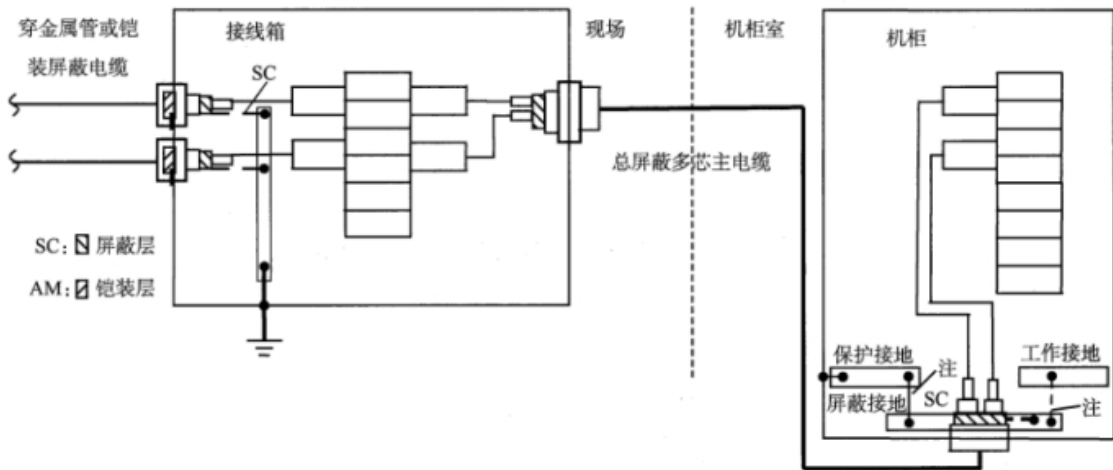 穿金属管或铠
装屏蔽电缆
接线箱
现场
机柜室
机柜
SC
总屏蔽多芯主电缆
SC: 屏蔽层
AM: 铠装层
保护接地
注
工作接地
屏蔽接地
SC
注